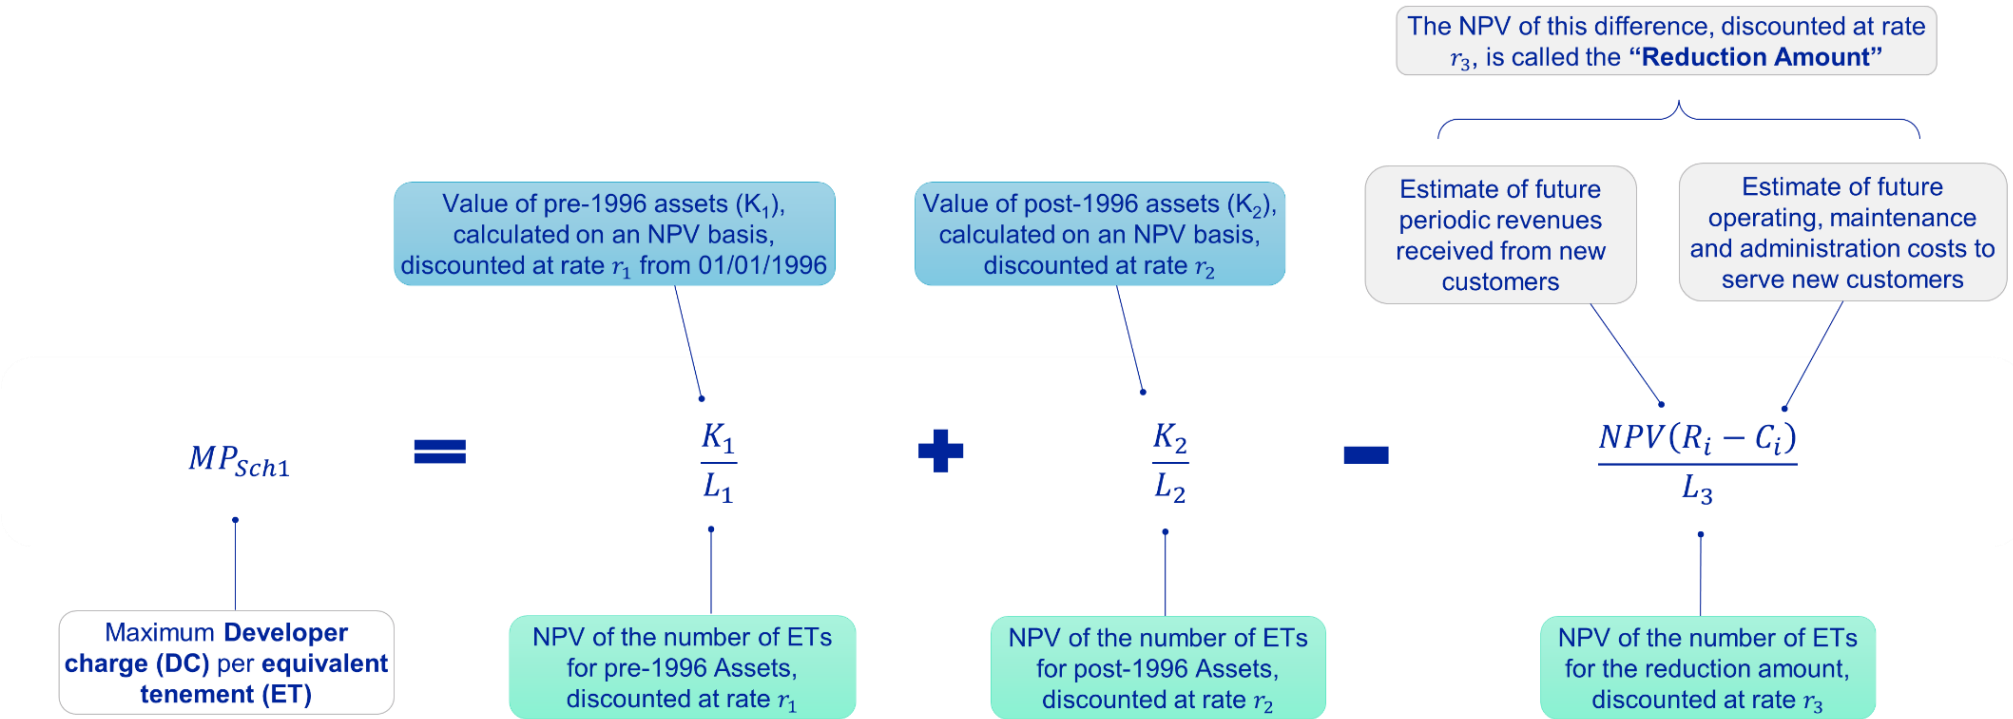 The NPV of this difference, discounted at rate
r₃, is called the “Reduction Amount”
Value of pre-1996 assets (K₁),
calculated on an NPV basis,
discounted at rate r₁ from 01/01/1996
Value of post-1996 assets (K₂),
calculated on an NPV basis,
discounted at rate r₂
Estimate of future
periodic revenues
received from new
customers
Estimate of future
operating, maintenance
and administration costs to
serve new customers
MP_Sch1 = K₁/L₁ + K₂/L₂ − NPV(Rᵢ − Cᵢ)/L₃
Maximum Developer
charge (DC) per equivalent
tenement (ET)
NPV of the number of ETs
for pre-1996 Assets,
discounted at rate r₁
NPV of the number of ETs
for post-1996 Assets,
discounted at rate r₂
NPV of the number of ETs
for the reduction amount,
discounted at rate r₃